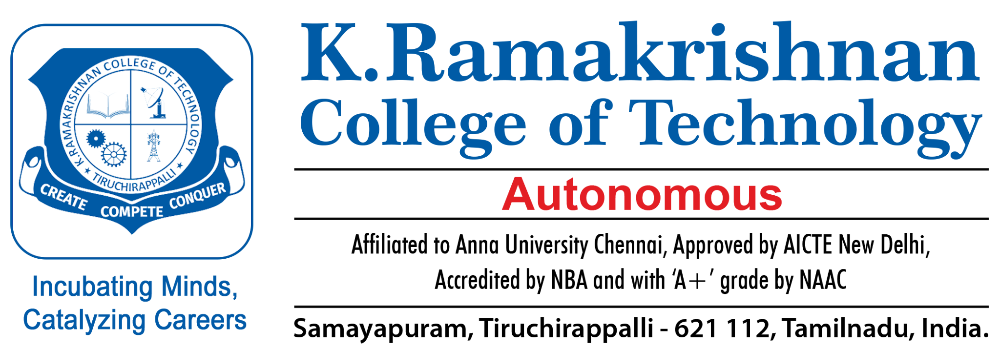 K.RAMAKRISHNAN COLLEGE OF TECHNOLOGY
★ TIRUCHIRAPPALLI ★
CREATE COMPETE CONQUER
Incubating Minds,
Catalyzing Careers
K.Ramakrishnan
College of Technology
Autonomous
Affiliated to Anna University Chennai, Approved by AICTE New Delhi,
Accredited by NBA and with ‘A+’ grade by NAAC
Samayapuram, Tiruchirappalli - 621 112, Tamilnadu, India.